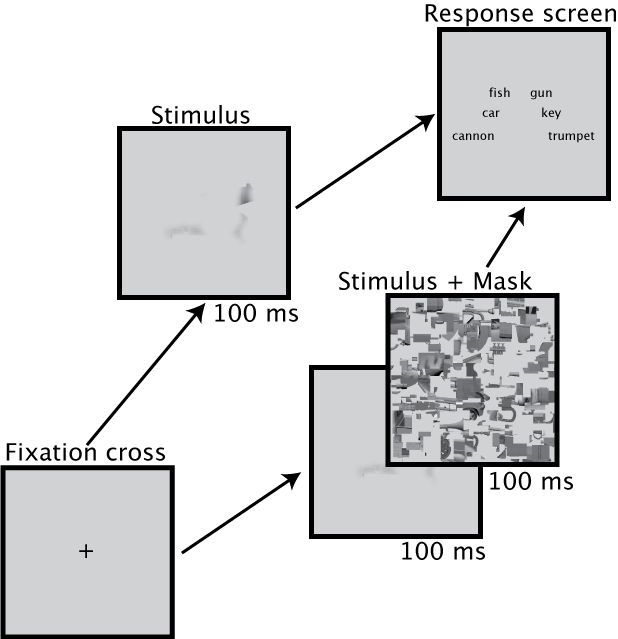 Response screen
fish gun
car key
cannon trumpet
Stimulus
100 ms
Stimulus + Mask
100 ms
100 ms
Fixation cross
+